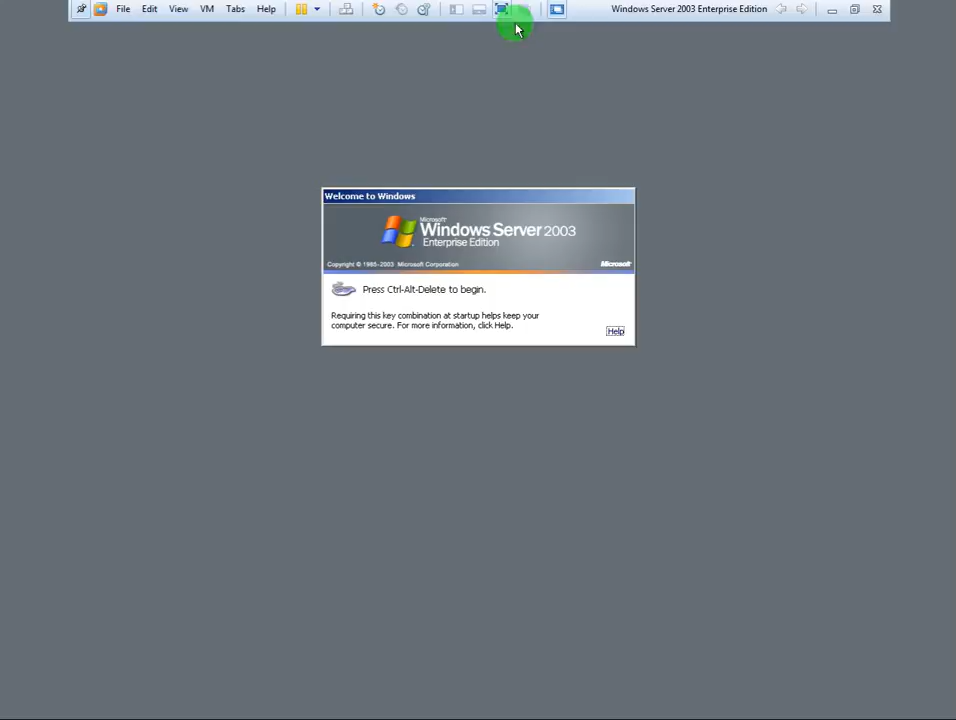 File Edit View VM Tabs Help Windows Server 2003 Enterprise Edition
Welcome to Windows
Microsoft
Windows Server 2003
Enterprise Edition
Copyright © 1985-2003 Microsoft Corporation Microsoft
Press Ctrl-Alt-Delete to begin.
Requiring this key combination at startup helps keep your
computer secure. For more information, click Help.
Help